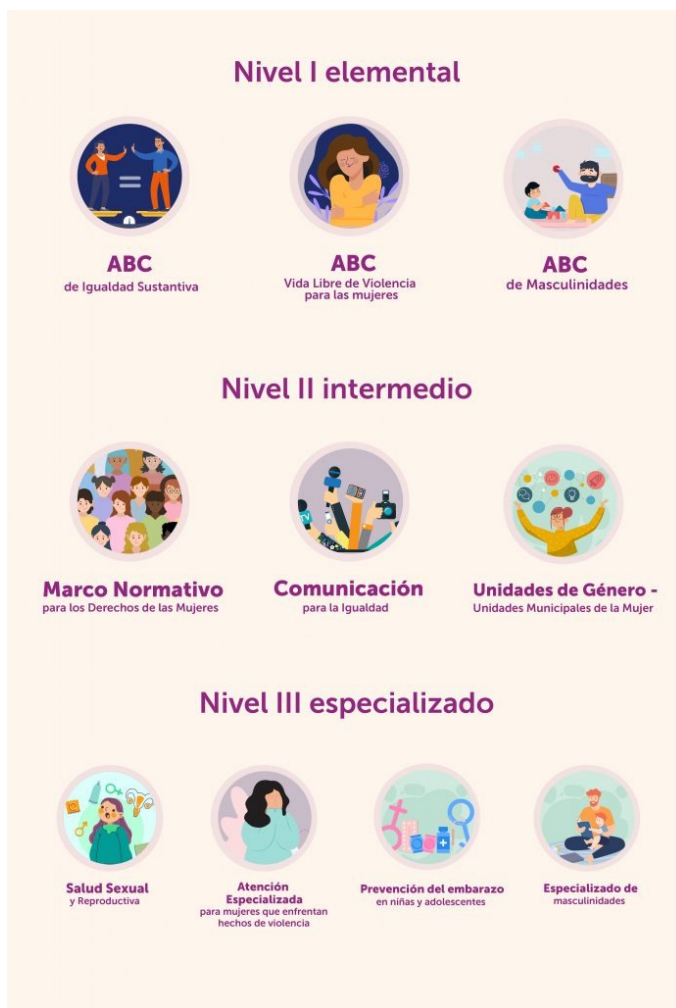 Nivel I elemental
ABC
de Igualdad Sustantiva
ABC
Vida Libre de Violencia
para las mujeres
ABC
de Masculinidades
Nivel II intermedio
Marco Normativo
para los Derechos de las Mujeres
Comunicación
para la Igualdad
Unidades de Género -
Unidades Municipales de la Mujer
TV
Nivel III especializado
Salud Sexual
y Reproductiva
Atención
Especializada
para mujeres que enfrentan
hechos de violencia
Prevención del embarazo
en niñas y adolescentes
Especializado de
masculinidades